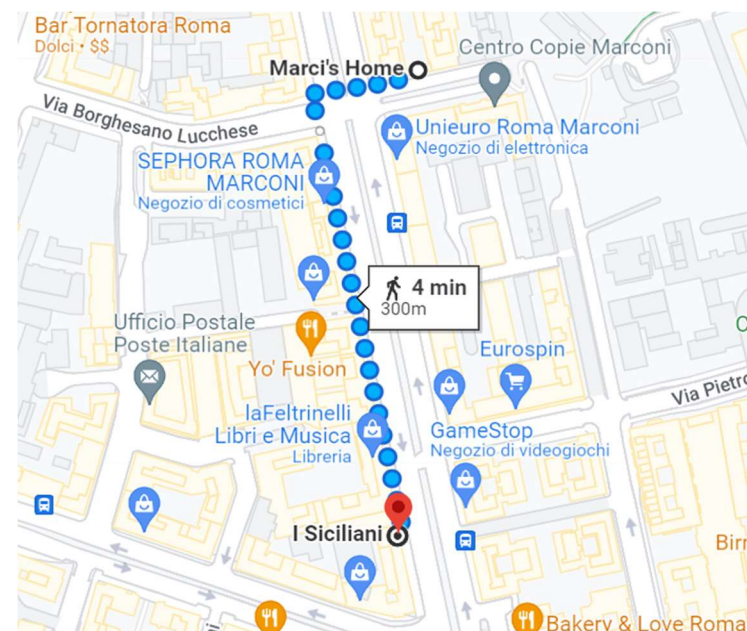 Bar Tornatora Roma
Dolci • $$
Marci's Home
Centro Copie Marconi
Via Borghesano Lucchese
Unieuro Roma Marconi
Negozio di elettronica
SEPHORA ROMA
MARCONI
Negozio di cosmetici
4 min
300m
Ufficio Postale
Poste Italiane
Yo' Fusion
Eurospin
Via Pietro
laFeltrinelli
Libri e Musica
Libreria
GameStop
Negozio di videogiochi
I Siciliani
Bakery & Love Roma